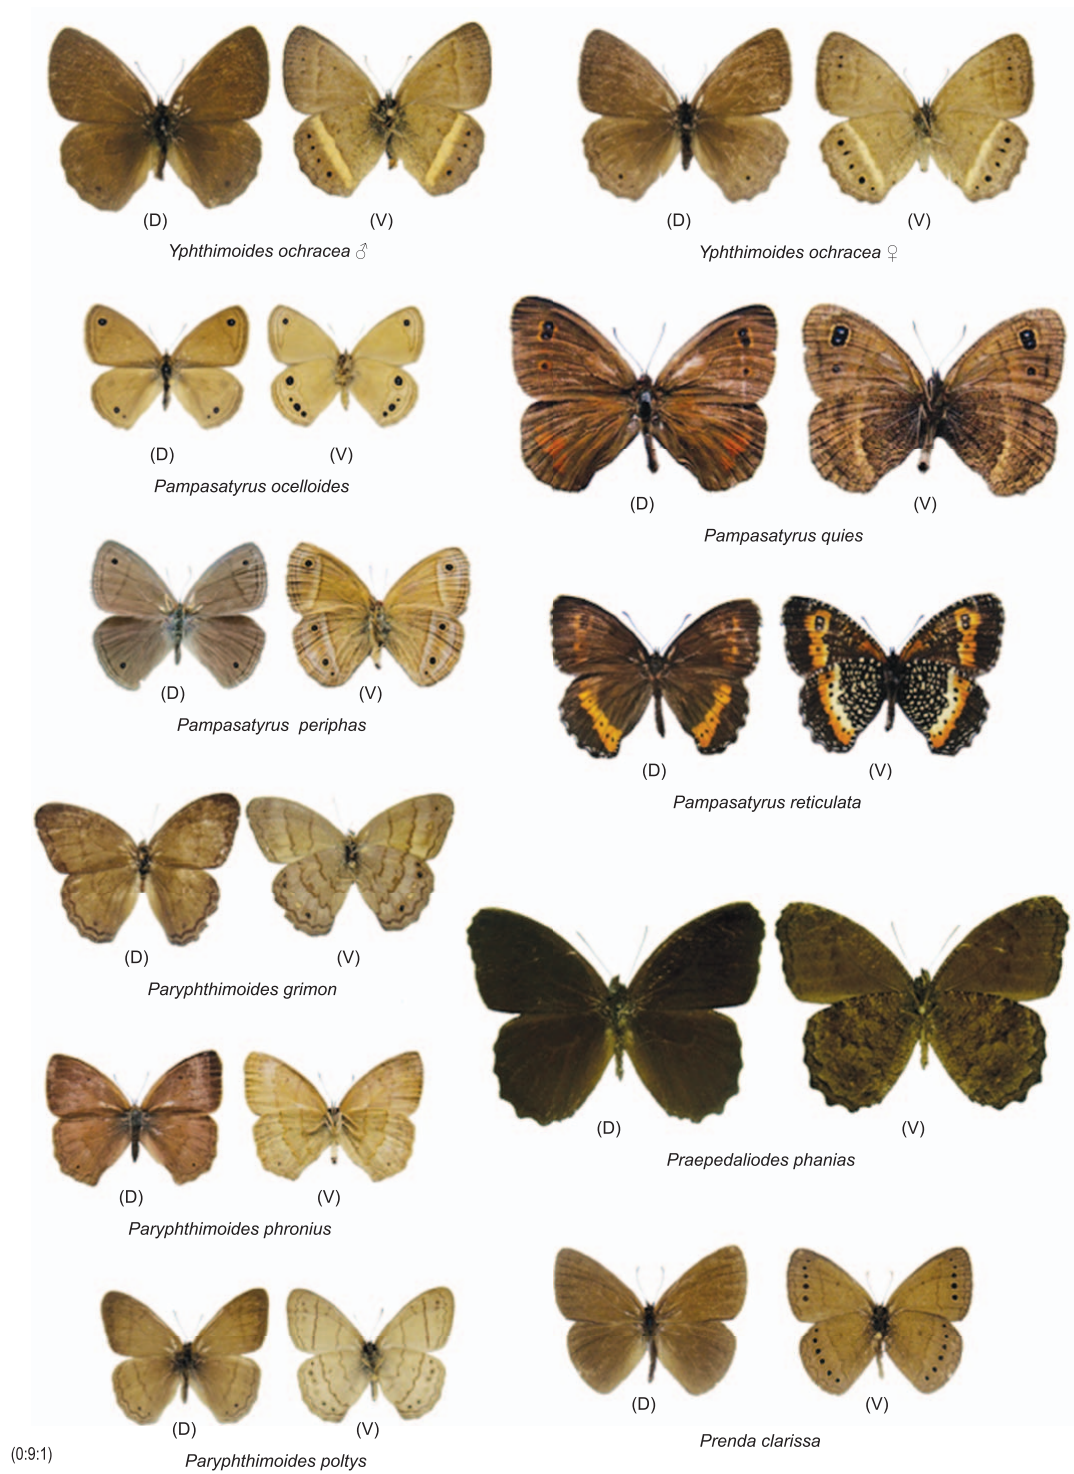 (D) (V)
Yphthimoides ochracea ♂
(D) (V)
Yphthimoides ochracea ♀
(D) (V)
Pampasatyrus ocelloides
(D) (V)
Pampasatyrus quies
(D) (V)
Pampasatyrus periphas
(D) (V)
Pampasatyrus reticulata
(D) (V)
Paryphthimoides grimon
(D) (V)
Praepedaliodes phanias
(D) (V)
Paryphthimoides phronius
(D) (V)
Prenda clarissa
(D) (V)
Paryphthimoides poltys
(0:9:1)